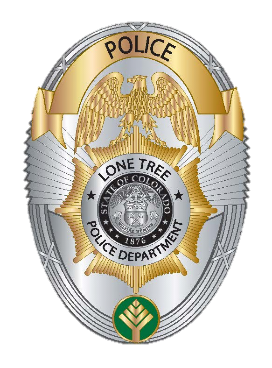 POLICE
LONE TREE
STATE OF COLORADO
1876
POLICE DEPARTMENT